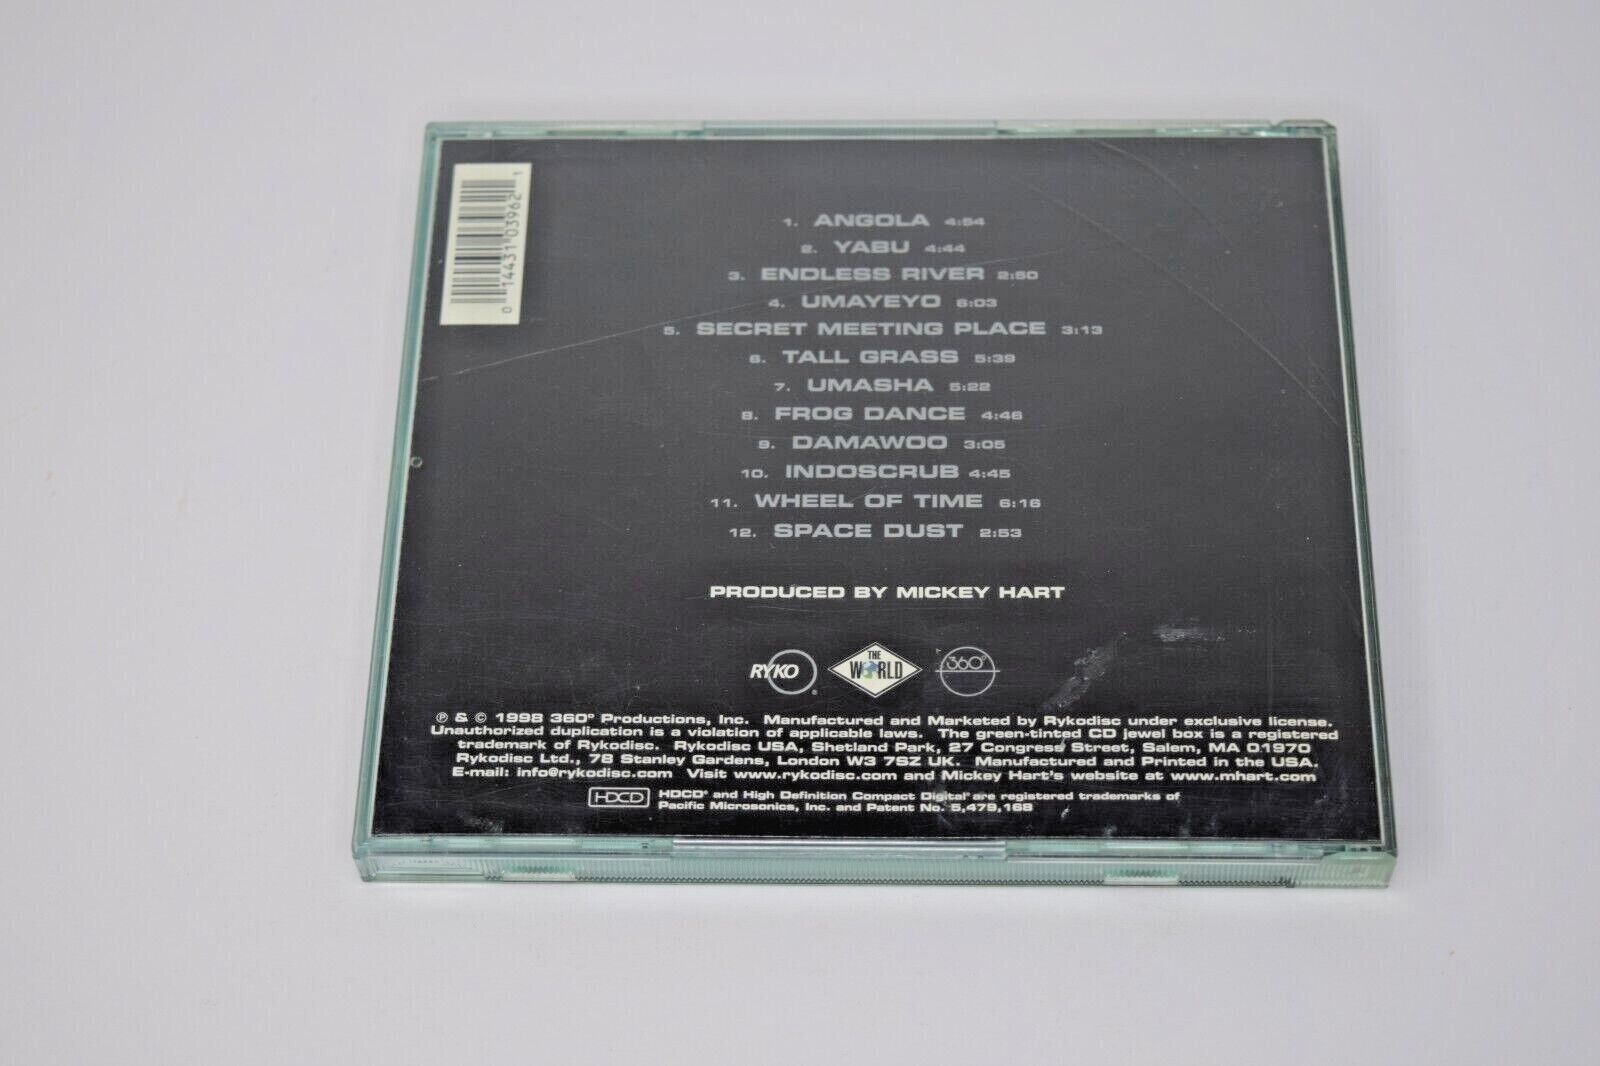 0 14431 03962 1
1. ANGOLA 4:54
2. YABU 4:44
3. ENDLESS RIVER 2:50
4. UMAYEYO 6:03
5. SECRET MEETING PLACE 3:13
6. TALL GRASS 5:39
7. UMASHA 5:22
8. FROG DANCE 4:46
9. DAMAWOO 3:05
10. INDOSCRUB 4:45
11. WHEEL OF TIME 6:16
12. SPACE DUST 2:53
PRODUCED BY MICKEY HART
RYKO ®
THE
WORLD
360°
℗ & © 1998 360° Productions, Inc. Manufactured and Marketed by Rykodisc under exclusive license.
Unauthorized duplication is a violation of applicable laws. The green-tinted CD jewel box is a registered
trademark of Rykodisc. Rykodisc USA, Shetland Park, 27 Congress Street, Salem, MA 01970
Rykodisc Ltd., 78 Stanley Gardens, London W3 7SZ UK. Manufactured and Printed in the USA.
E-mail: info@rykodisc.com Visit www.rykodisc.com and Mickey Hart's website at www.mhart.com
HDCD
HDCD® and High Definition Compact Digital® are registered trademarks of
Pacific Microsonics, Inc. and Patent No. 5,479,168